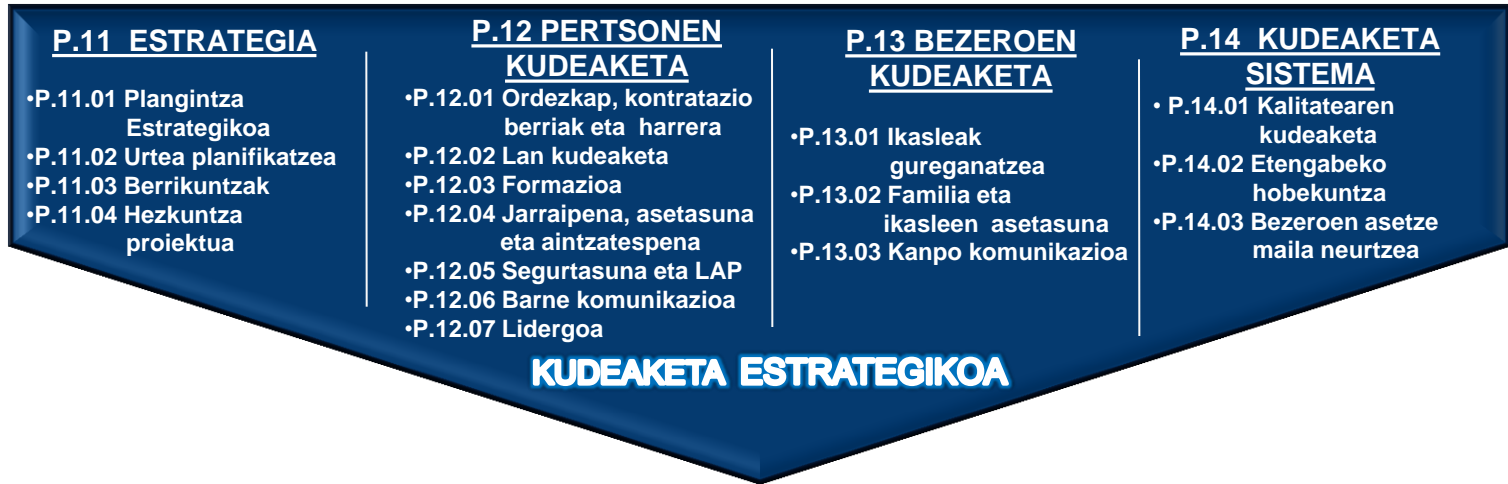 P.11 ESTRATEGIA
•P.11.01 Plangintza
Estrategikoa
•P.11.02 Urtea planifikatzea
•P.11.03 Berrikuntzak
•P.11.04 Hezkuntza
proiektua
P.12 PERTSONEN
KUDEAKETA
•P.12.01 Ordezkap, kontratazio
berriak eta harrera
•P.12.02 Lan kudeaketa
•P.12.03 Formazioa
•P.12.04 Jarraipena, asetasuna
eta aintzatespena
•P.12.05 Segurtasuna eta LAP
•P.12.06 Barne komunikazioa
•P.12.07 Lidergoa
P.13 BEZEROEN
KUDEAKETA
•P.13.01 Ikasleak
gureganatzea
•P.13.02 Familia eta
ikasleen asetasuna
•P.13.03 Kanpo komunikazioa
P.14 KUDEAKETA
SISTEMA
• P.14.01 Kalitatearen
kudeaketa
•P.14.02 Etengabeko
hobekuntza
•P.14.03 Bezeroen asetze
maila neurtzea
KUDEAKETA ESTRATEGIKOA